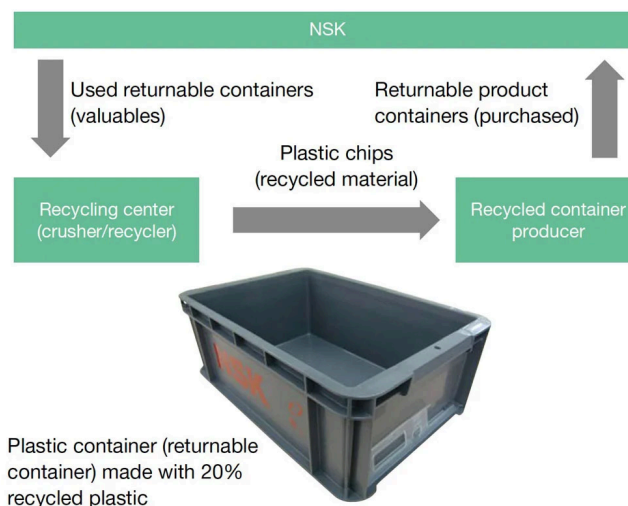 NSK
Used returnable containers
(valuables)
Returnable product
containers (purchased)
Plastic chips
(recycled material)
Recycling center
(crusher/recycler)
Recycled container
producer
NSK
Plastic container (returnable
container) made with 20%
recycled plastic